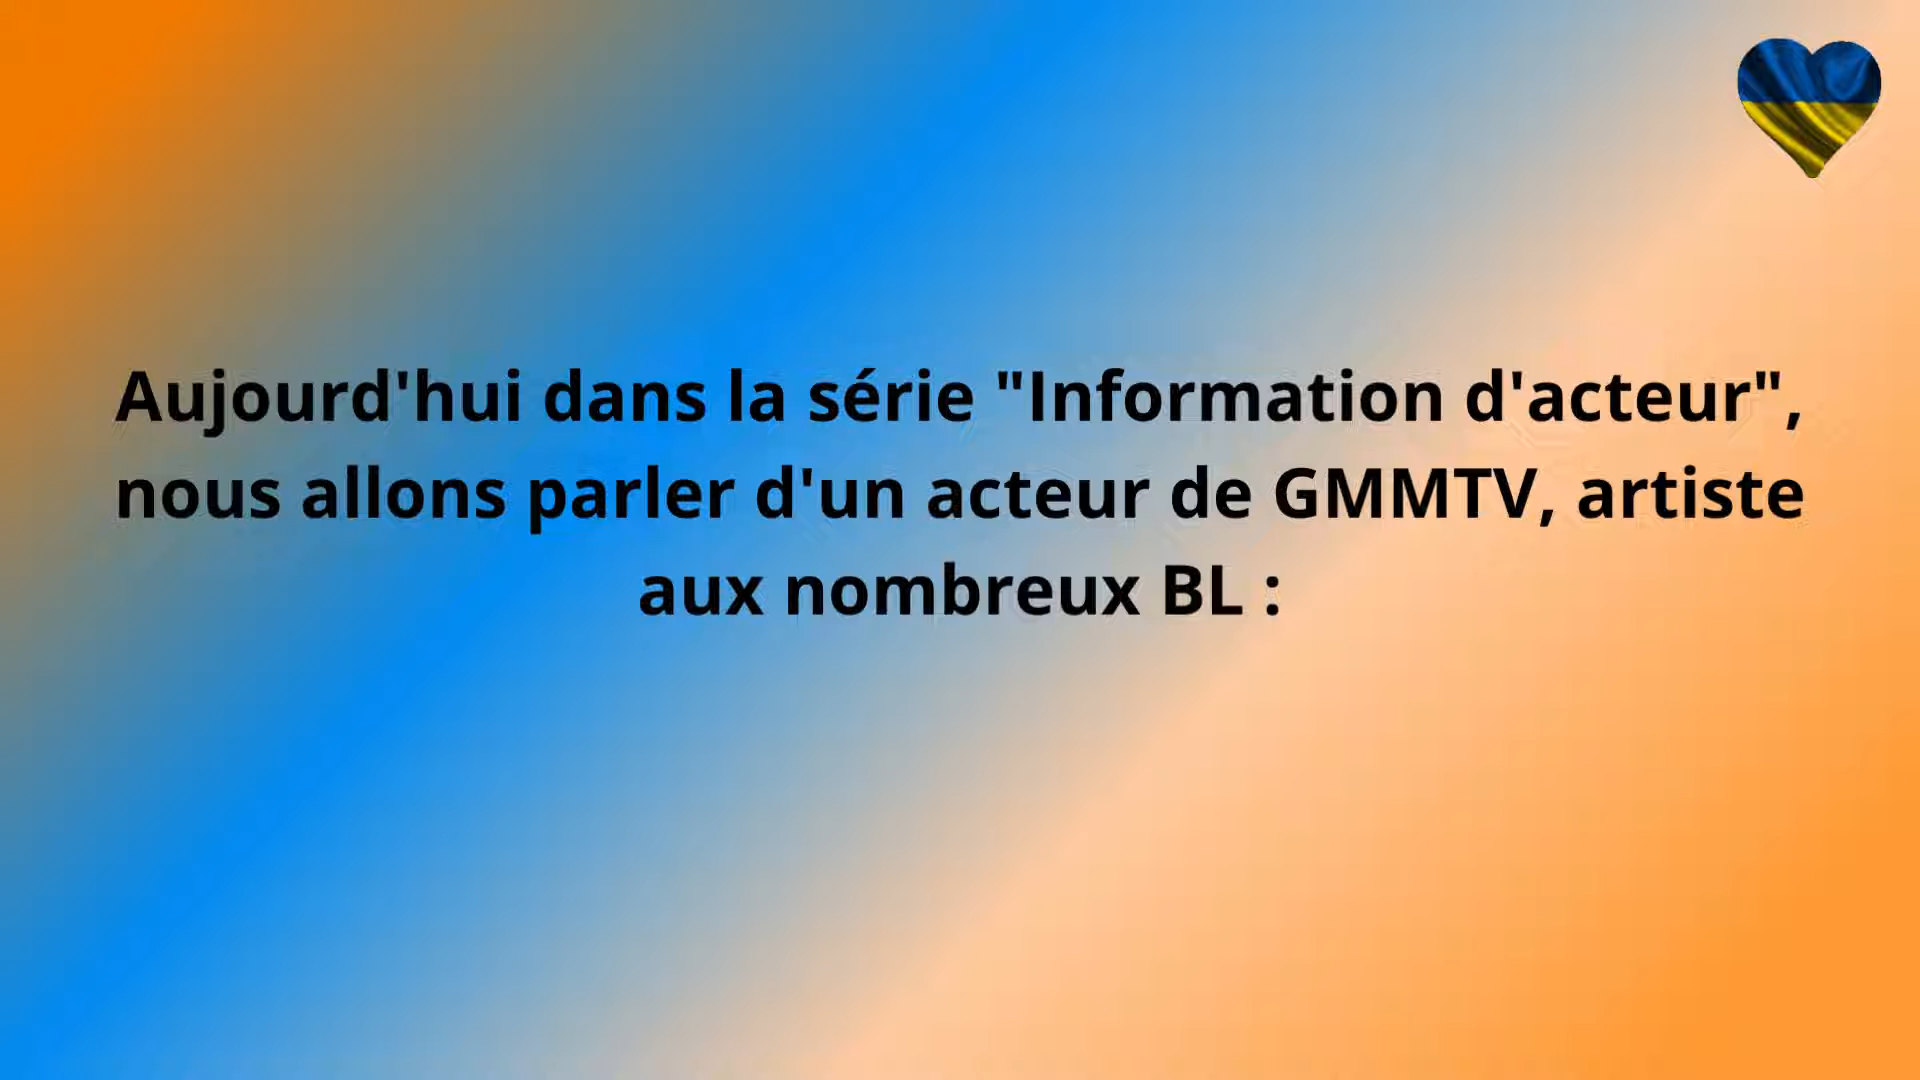 Aujourd'hui dans la série "Information d'acteur",
nous allons parler d'un acteur de GMMTV, artiste
aux nombreux BL :